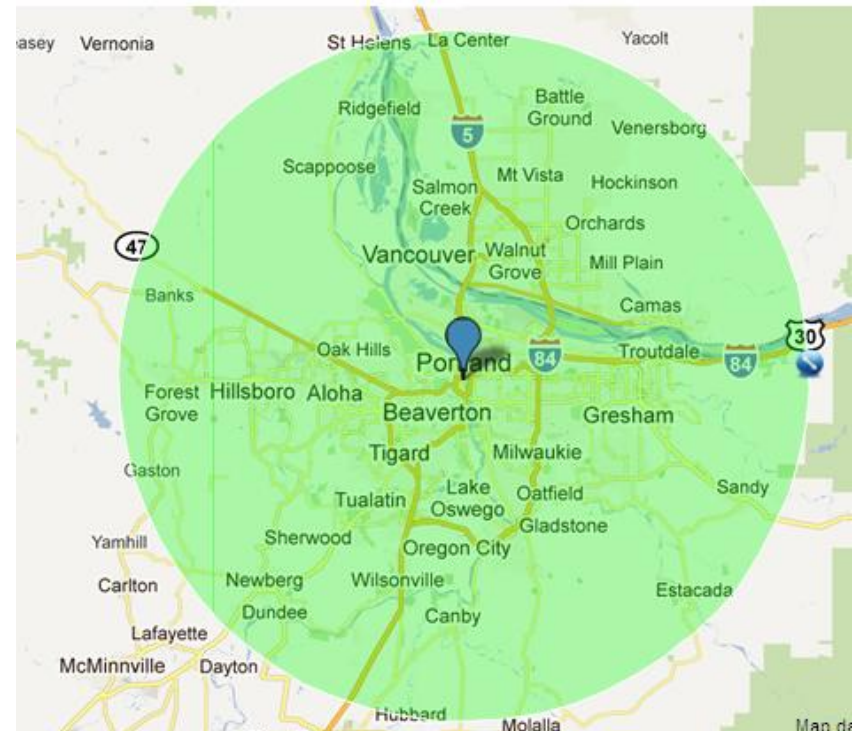 easey
Vernonia
St Helens
La Center
Yacolt
Ridgefield
Battle
Ground
5
Venersborg
Scappoose
Salmon
Creek
Mt Vista
Hockinson
Orchards
47
Vancouver
Walnut
Grove
Mill Plain
Banks
Camas
30
Oak Hills
Portland
84
Troutdale
84
Forest
Grove
Hillsboro
Aloha
Beaverton
Gresham
Tigard
Milwaukie
Gaston
Sandy
Tualatin
Lake
Oswego
Oatfield
Gladstone
Yamhill
Sherwood
Oregon City
Carlton
Newberg
Wilsonville
Estacada
Dundee
Canby
Lafayette
McMinnville
Dayton
Hubbard
Molalla
Map da